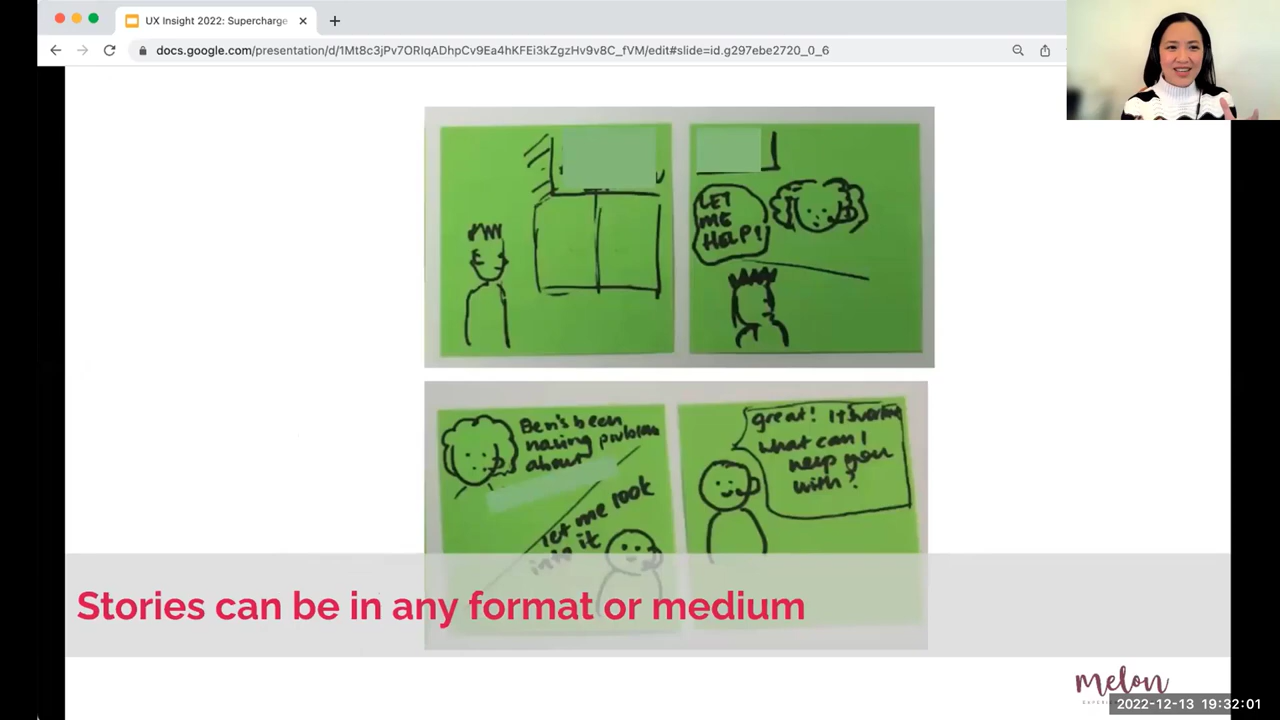 UX Insight 2022: Supercharge
docs.google.com/presentation/d/1Mt8c3jPv7ORIqADhpCv9Ea4hKFEi3kZgzHv9v8C_fVM/edit#slide=id.g297ebe2720_0_6
LET
ME
HELP!
Ben's been
having problems
about
let me look
into it
great! It's working
what can I
help you
with?
Stories can be in any format or medium
melon
2022-12-13 19:32:01